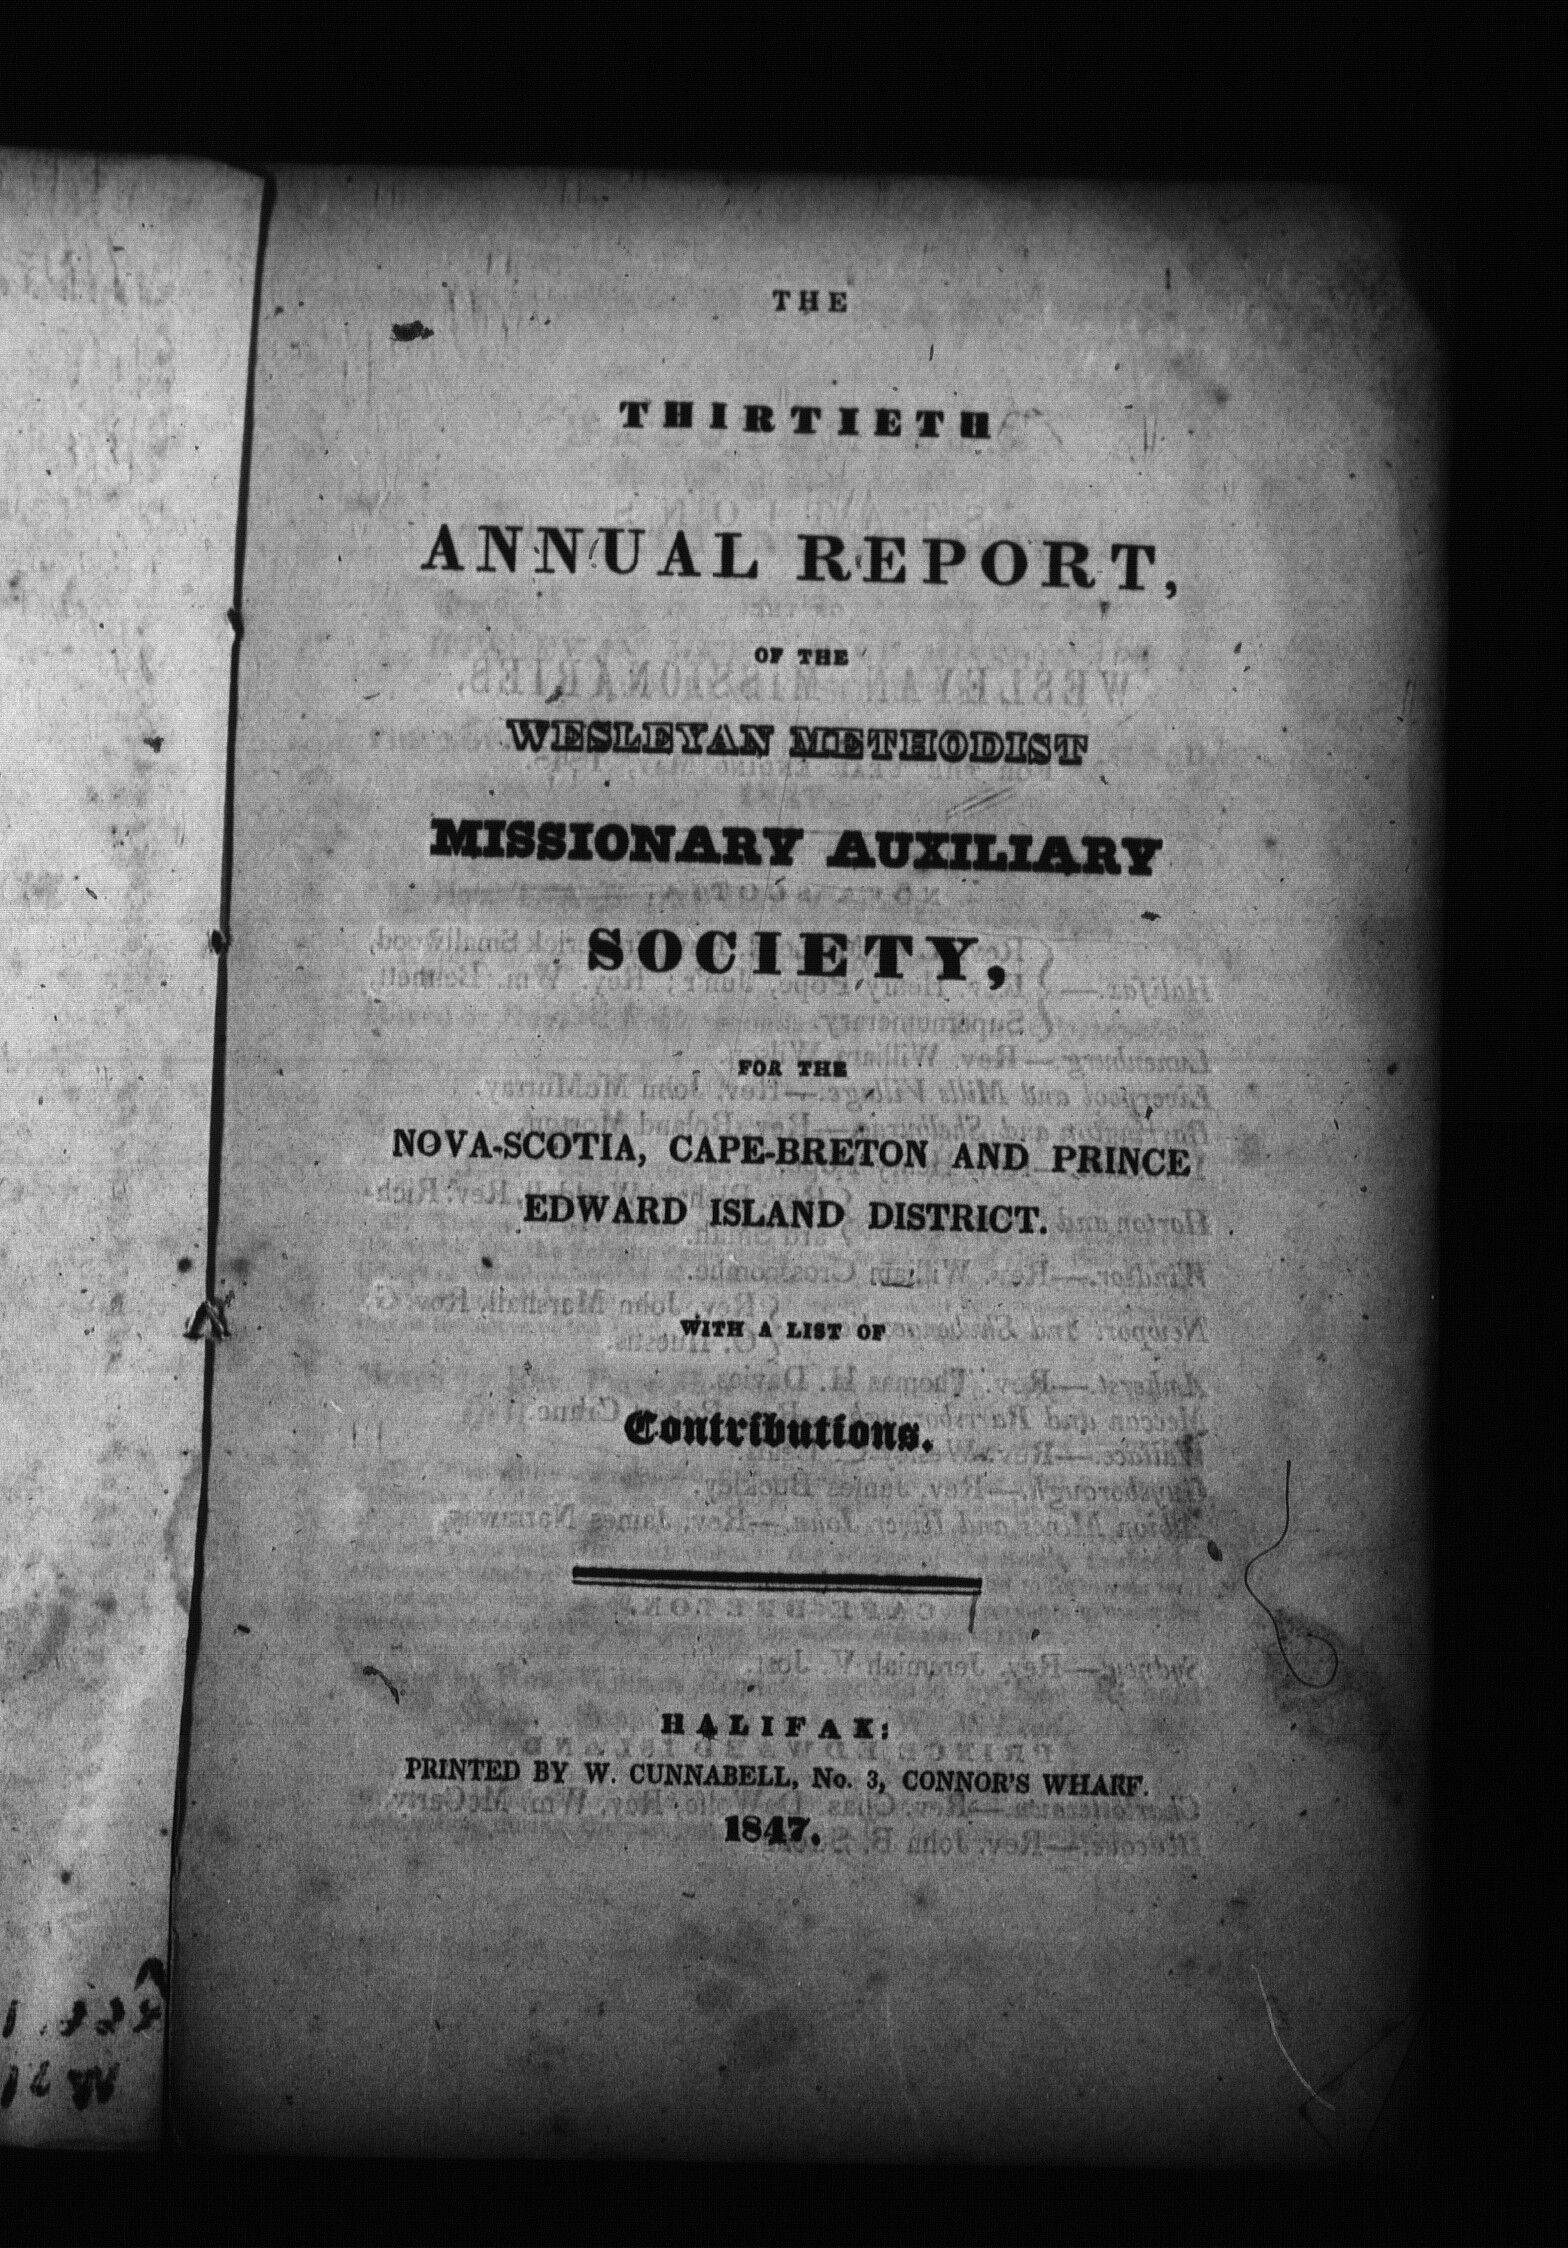 THE
THIRTIETH
ANNUAL REPORT,
OF THE
WESLEYAN METHODIST
MISSIONARY AUXILIARY
SOCIETY,
FOR THE
NOVA-SCOTIA, CAPE-BRETON AND PRINCE
EDWARD ISLAND DISTRICT.
WITH A LIST OF
Contributions.
HALIFAX:
PRINTED BY W. CUNNABELL, No. 3, CONNOR'S WHARF.
1847.